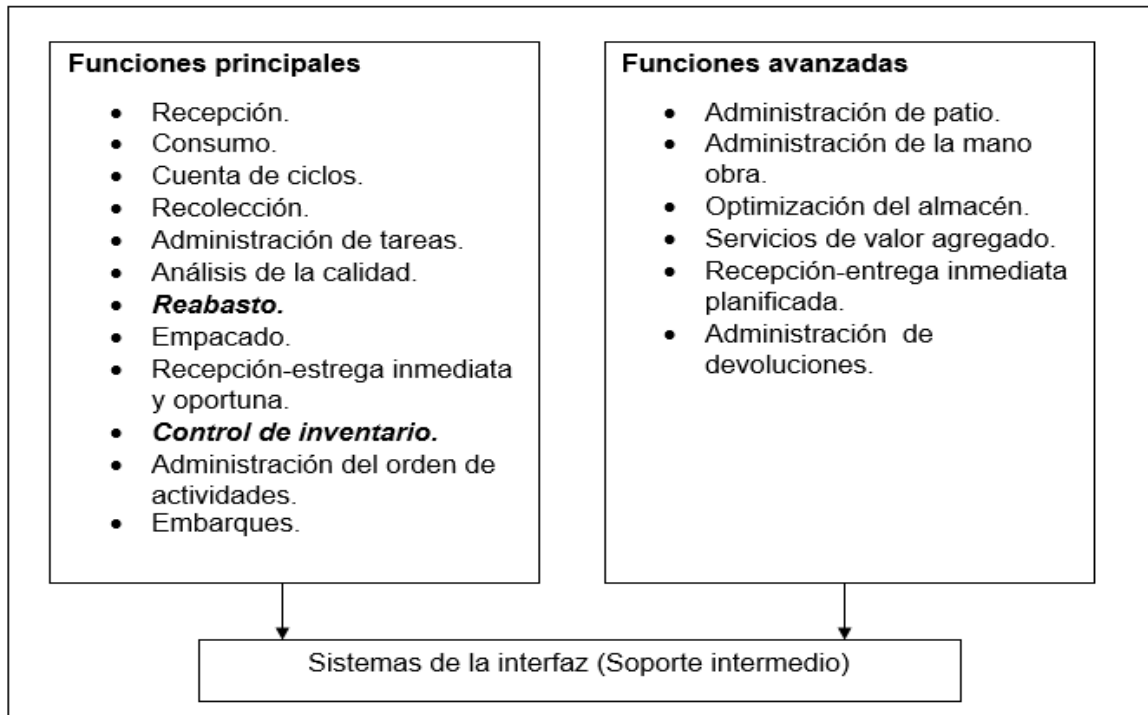 Funciones principales
• Recepción.
• Consumo.
• Cuenta de ciclos.
• Recolección.
• Administración de tareas.
• Análisis de la calidad.
• Reabasto.
• Empacado.
• Recepción-estrega inmediata
y oportuna.
• Control de inventario.
• Administración del orden de
actividades.
• Embarques.
Funciones avanzadas
• Administración de patio.
• Administración de la mano
obra.
• Optimización del almacén.
• Servicios de valor agregado.
• Recepción-entrega inmediata
planificada.
• Administración de
devoluciones.
Sistemas de la interfaz (Soporte intermedio)